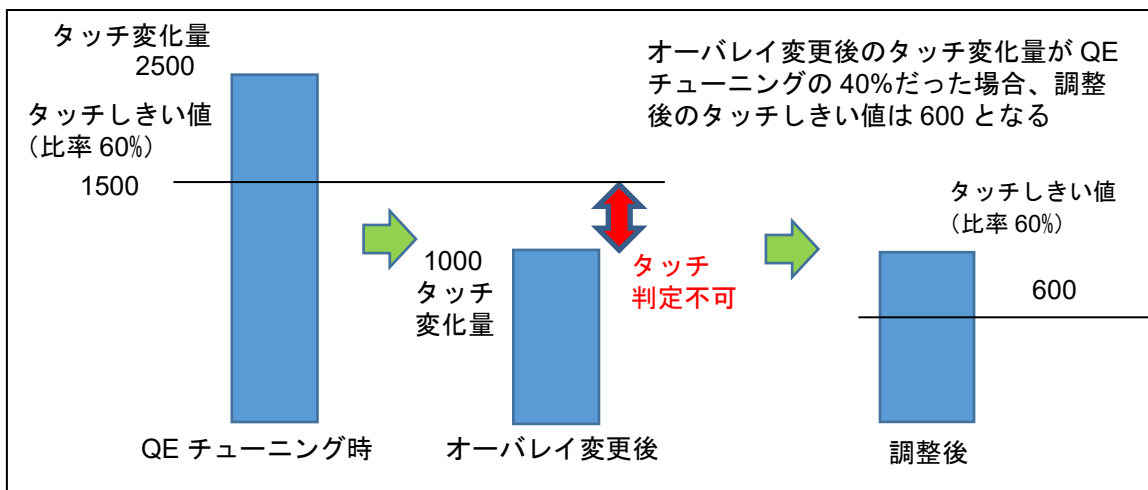 タッチ変化量
2500
タッチしきい値
（比率 60%）
1500
オーバレイ変更後のタッチ変化量が QE
チューニングの 40%だった場合、調整
後のタッチしきい値は 600 となる
1000
タッチ
変化量
タッチ
判定不可
タッチしきい値
（比率 60%）
600
QE チューニング時
オーバレイ変更後
調整後